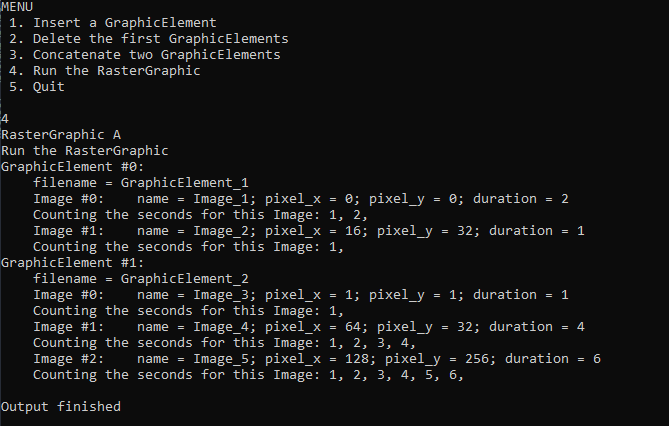 MENU
1. Insert a GraphicElement
2. Delete the first GraphicElements
3. Concatenate two GraphicElements
4. Run the RasterGraphic
5. Quit
4
RasterGraphic A
Run the RasterGraphic
GraphicElement #0:
filename = GraphicElement_1
Image #0:    name = Image_1; pixel_x = 0; pixel_y = 0; duration = 2
Counting the seconds for this Image: 1, 2,
Image #1:    name = Image_2; pixel_x = 16; pixel_y = 32; duration = 1
Counting the seconds for this Image: 1,
GraphicElement #1:
filename = GraphicElement_2
Image #0:    name = Image_3; pixel_x = 1; pixel_y = 1; duration = 1
Counting the seconds for this Image: 1,
Image #1:    name = Image_4; pixel_x = 64; pixel_y = 32; duration = 4
Counting the seconds for this Image: 1, 2, 3, 4,
Image #2:    name = Image_5; pixel_x = 128; pixel_y = 256; duration = 6
Counting the seconds for this Image: 1, 2, 3, 4, 5, 6,
Output finished